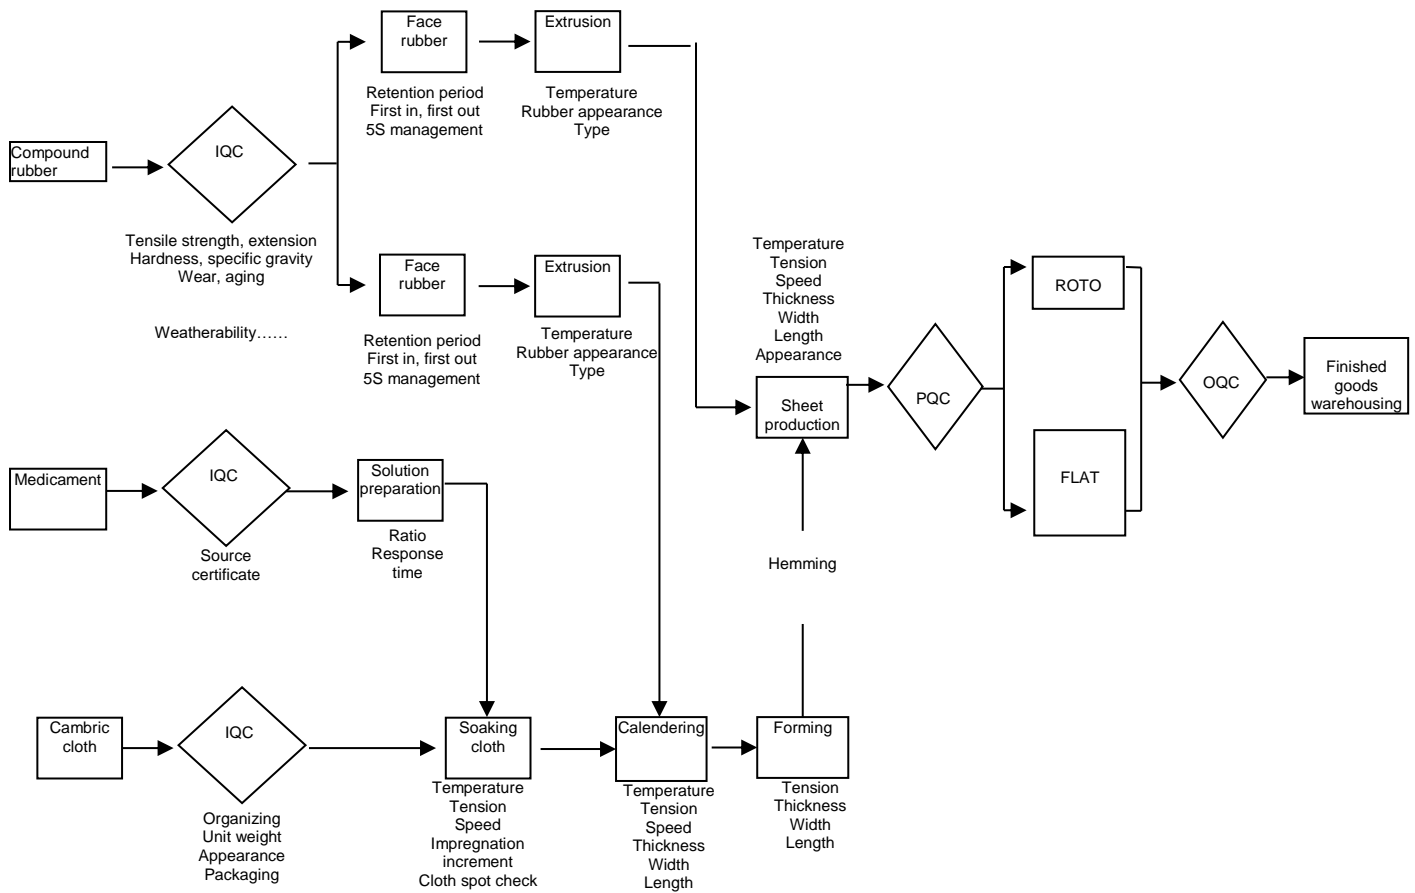 Face
rubber
Extrusion
Retention period
First in, first out
5S management
Temperature
Rubber appearance
Type
Compound
rubber
IQC
Tensile strength, extension
Hardness, specific gravity
Wear, aging
Weatherability……
Face
rubber
Extrusion
Retention period
First in, first out
5S management
Temperature
Rubber appearance
Type
Temperature
Tension
Speed
Thickness
Width
Length
Appearance
Sheet
production
PQC
ROTO
FLAT
OQC
Finished
goods
warehousing
Medicament
IQC
Source
certificate
Solution
preparation
Ratio
Response
time
Hemming
Cambric
cloth
IQC
Organizing
Unit weight
Appearance
Packaging
Soaking
cloth
Temperature
Tension
Speed
Impregnation
increment
Cloth spot check
Calendering
Temperature
Tension
Speed
Thickness
Width
Length
Forming
Tension
Thickness
Width
Length